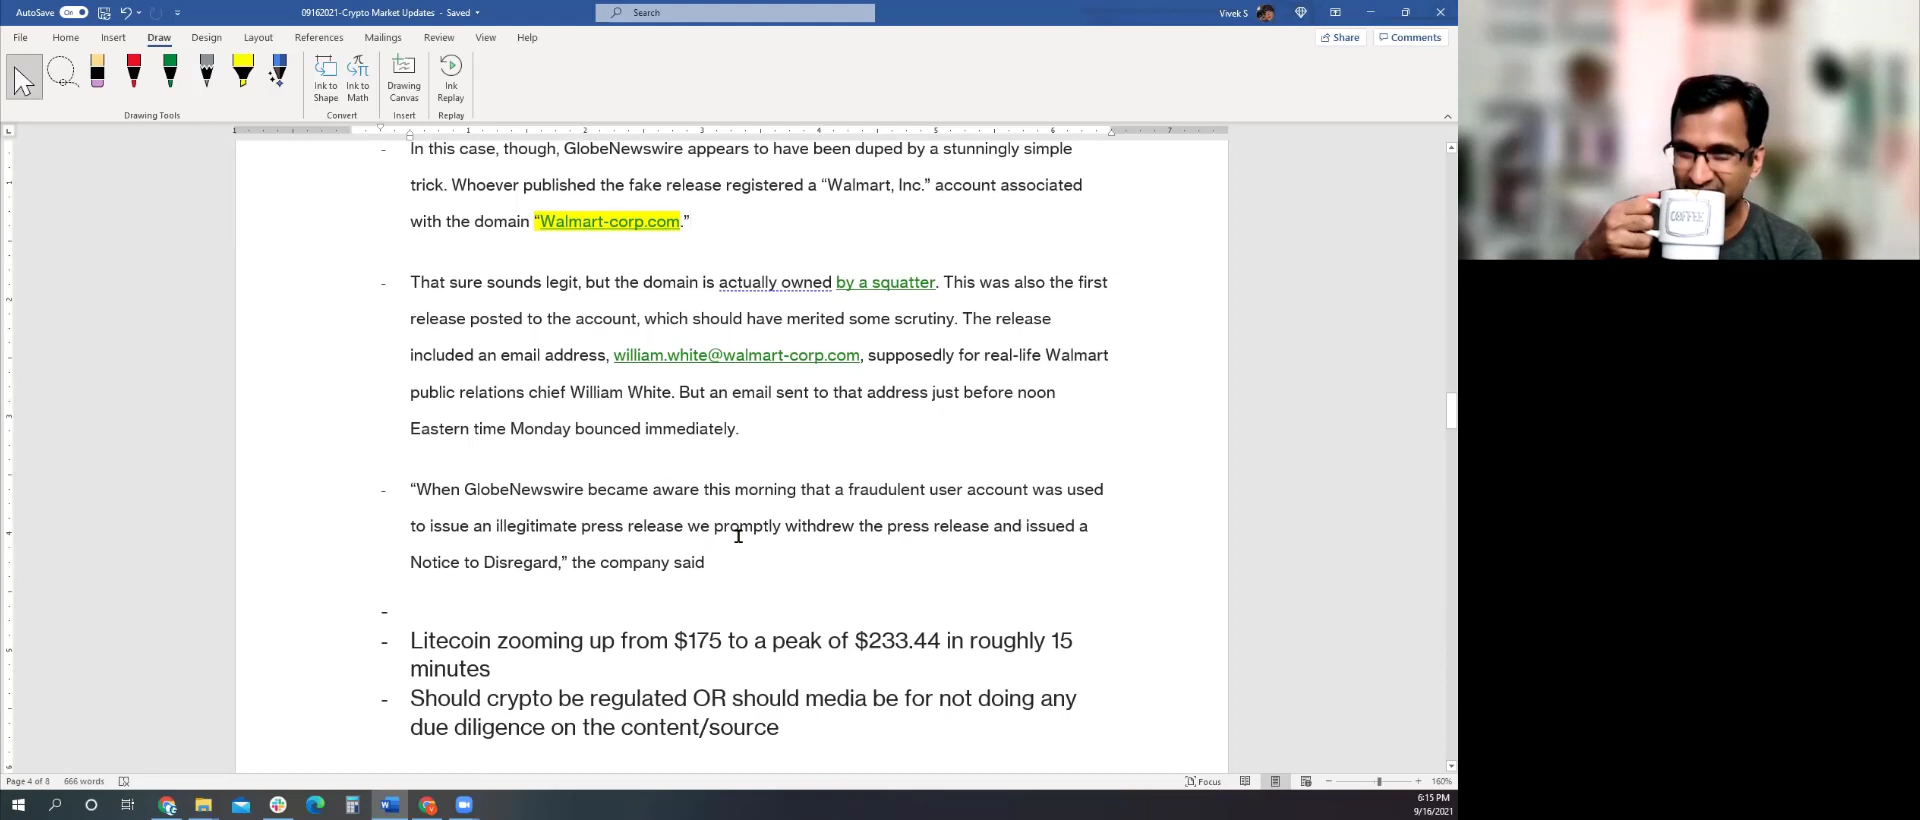 AutoSave On 09162021-Crypto Market Updates - Saved Search Vivek S
File Home Insert Draw Design Layout References Mailings Review View Help Share Comments
Ink to Shape
Ink to Math
Drawing Canvas
Ink Replay
Drawing Tools Convert Insert Replay
1 1 2 3 4 5 6 7
- In this case, though, GlobeNewswire appears to have been duped by a stunningly simple
trick. Whoever published the fake release registered a “Walmart, Inc.” account associated
with the domain “Walmart-corp.com.”
- That sure sounds legit, but the domain is actually owned by a squatter. This was also the first
release posted to the account, which should have merited some scrutiny. The release
included an email address, william.white@walmart-corp.com, supposedly for real-life Walmart
public relations chief William White. But an email sent to that address just before noon
Eastern time Monday bounced immediately.
- “When GlobeNewswire became aware this morning that a fraudulent user account was used
to issue an illegitimate press release we promptly withdrew the press release and issued a
Notice to Disregard,” the company said
-
- Litecoin zooming up from $175 to a peak of $233.44 in roughly 15
minutes
- Should crypto be regulated OR should media be for not doing any
due diligence on the content/source
COFFEE
Page 4 of 8 666 words Focus 160%
6:15 PM
9/16/2021